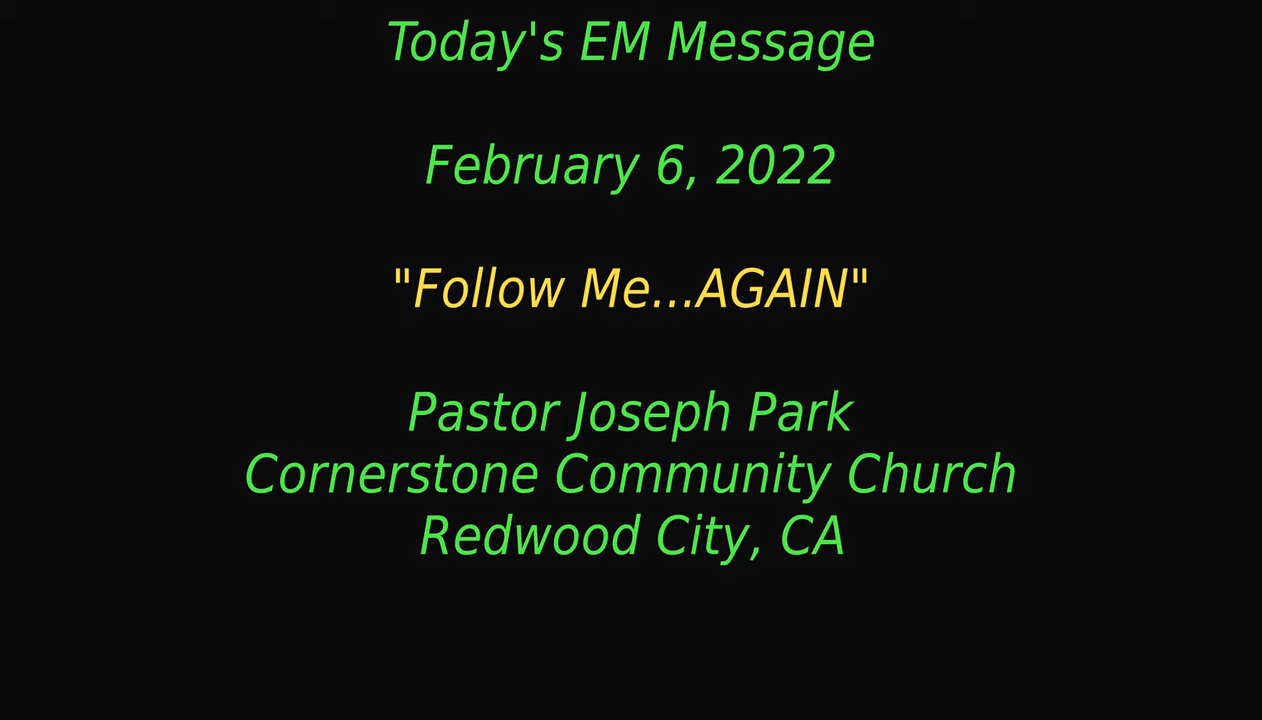 Today's EM Message
February 6, 2022
"Follow Me...AGAIN"
Pastor Joseph Park
Cornerstone Community Church
Redwood City, CA